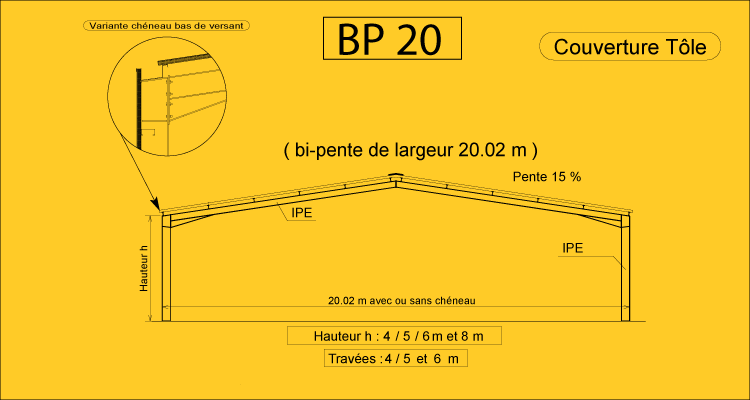 Variante chéneau bas de versant
BP 20
Couverture Tôle
( bi-pente de largeur 20.02 m )
Pente 15 %
IPE
IPE
Hauteur h
20.02 m avec ou sans chéneau
Hauteur h : 4 / 5 / 6 m et 8 m
Travées : 4 / 5 et 6 m